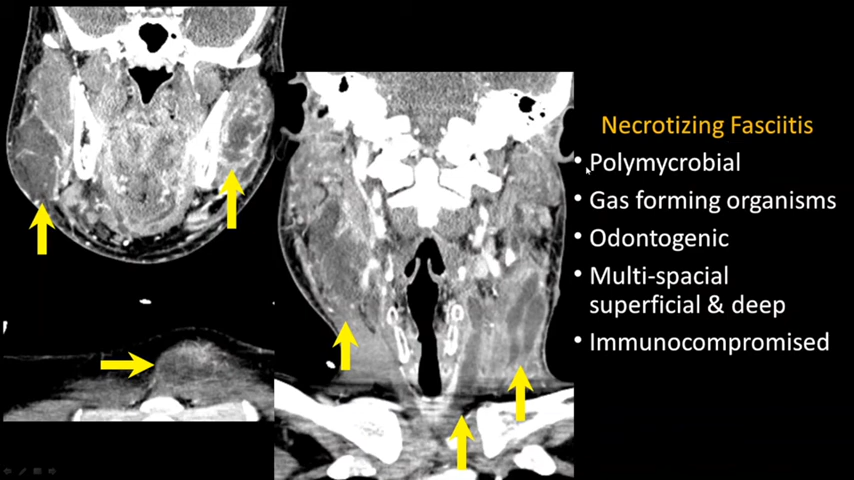 Necrotizing Fasciitis
• Polymycrobial
• Gas forming organisms
• Odontogenic
• Multi-spacial
superficial & deep
• Immunocompromised